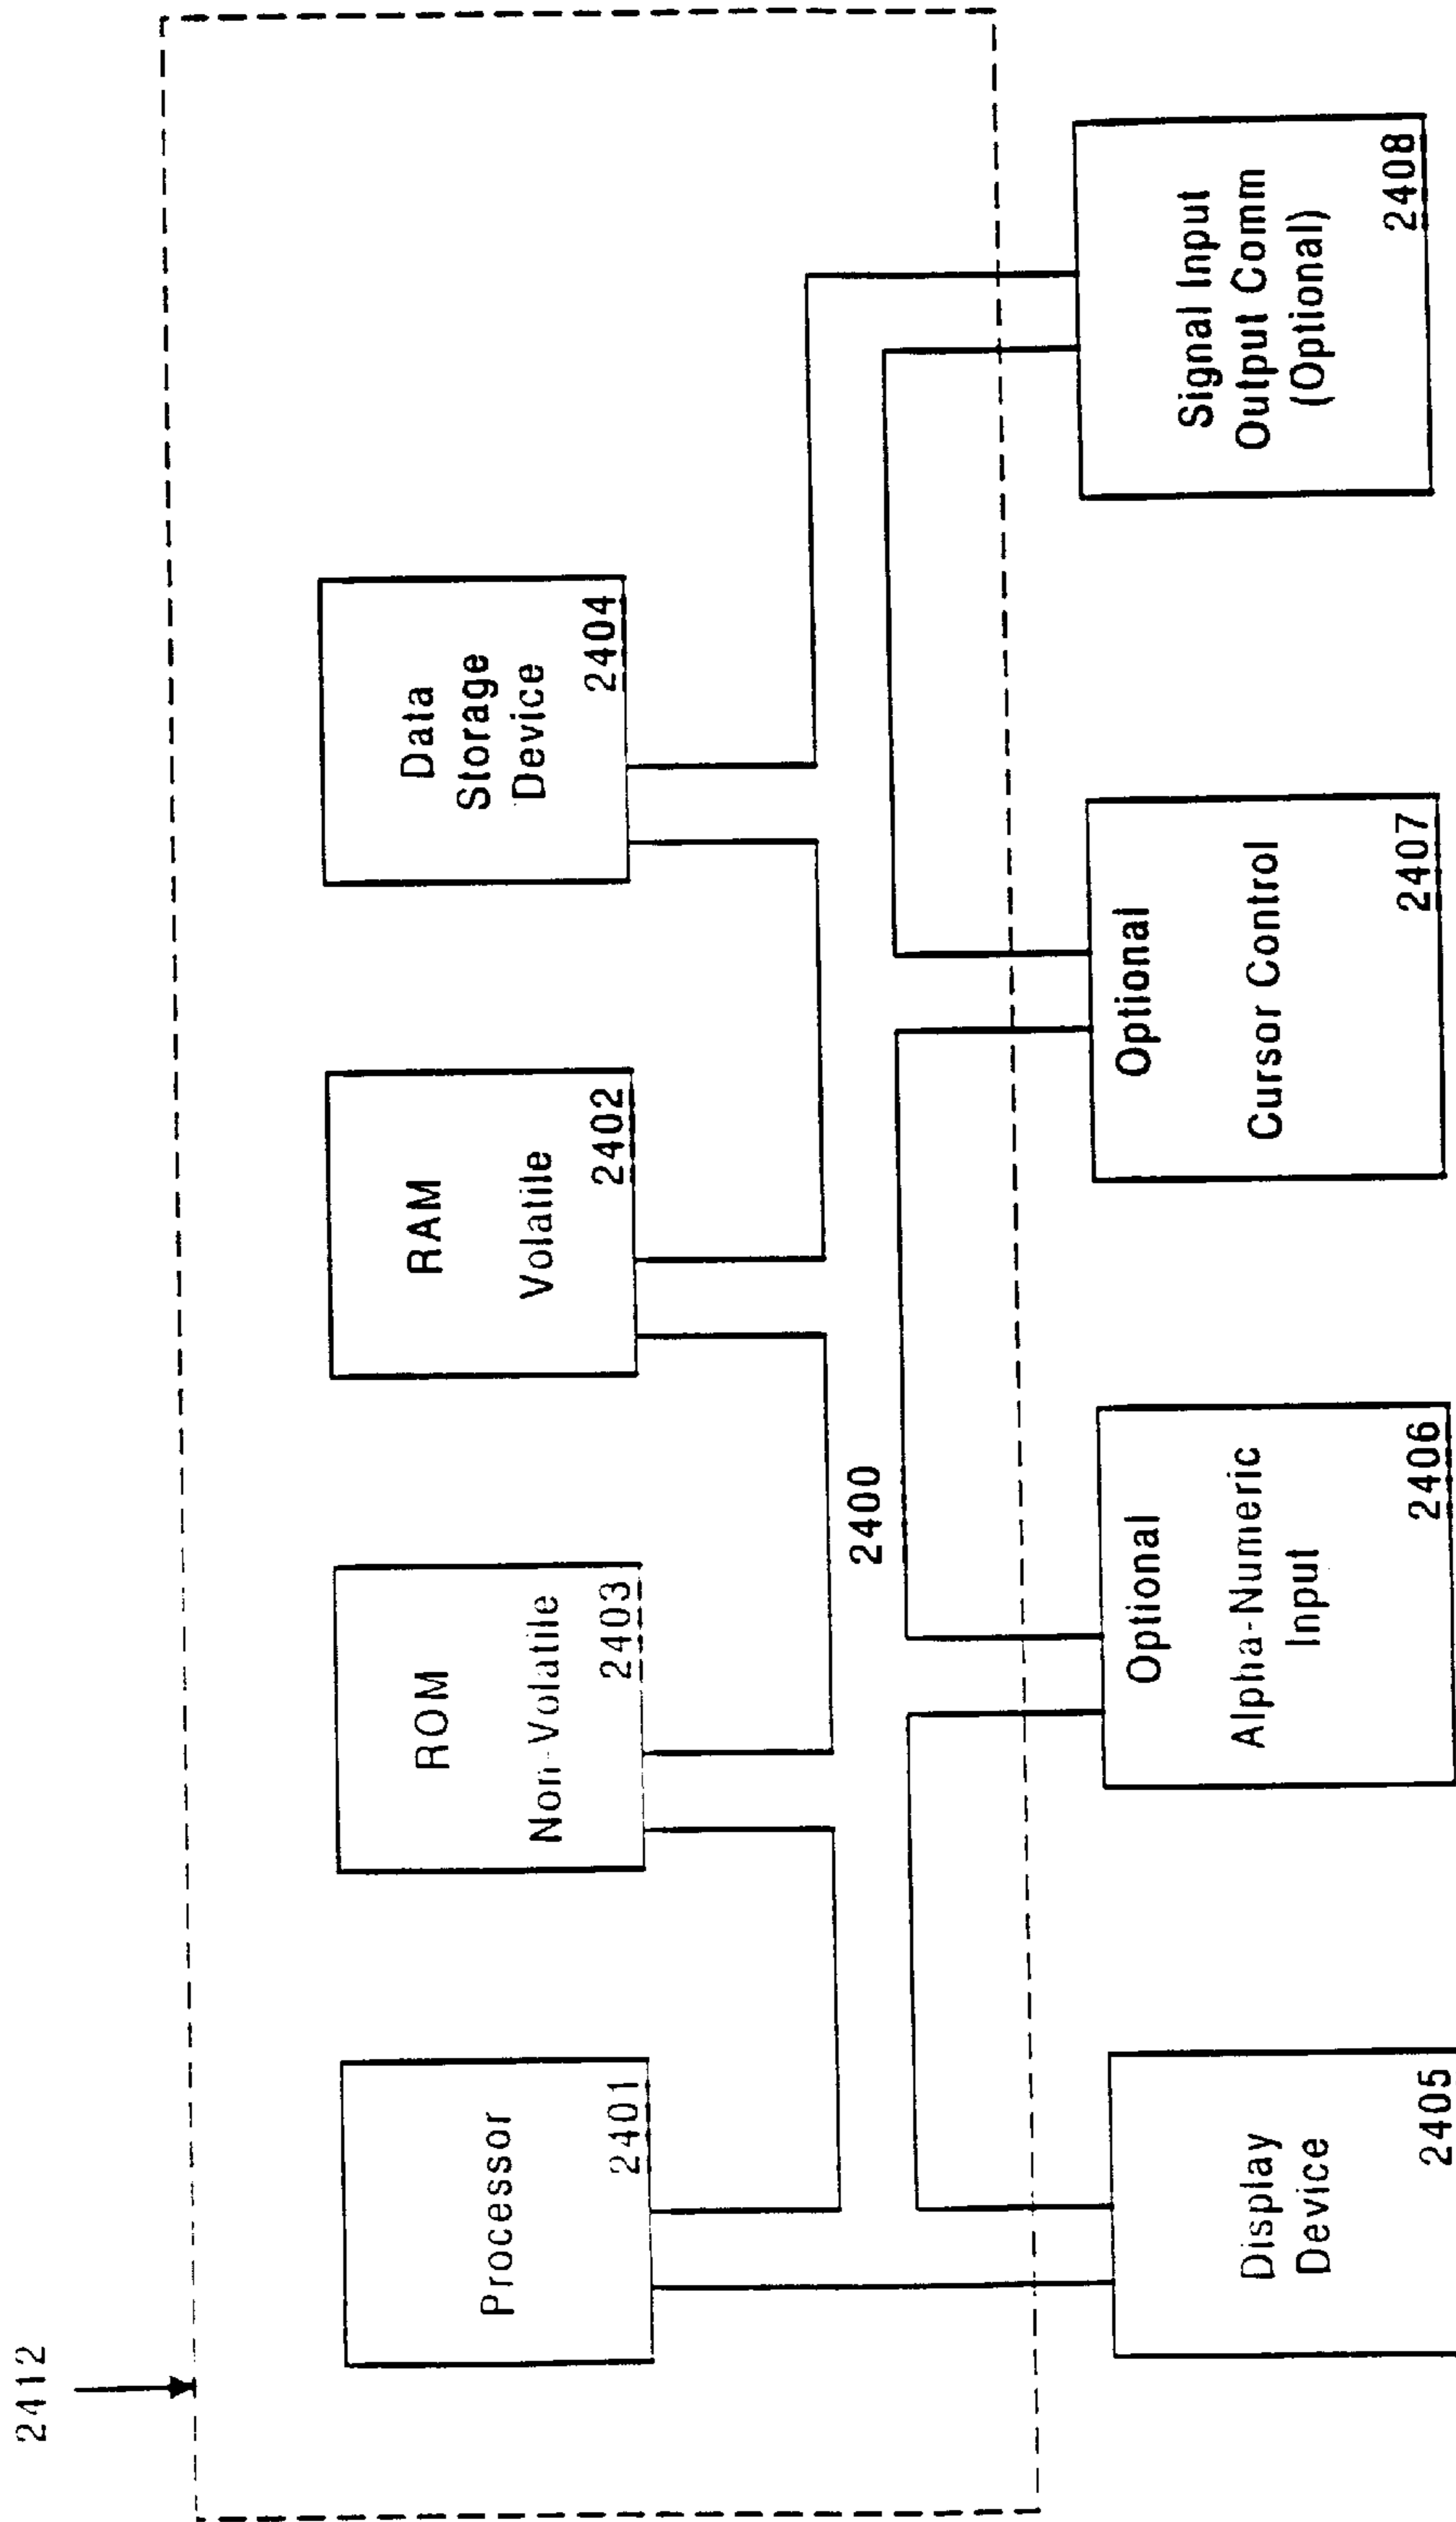 2412
Processor
2401
ROM
Non-Volatile
2403
RAM
Volatile
2402
Data
Storage
Device
2404
2400
Display
Device
2405
Optional
Alpha-Numeric
Input
2406
Optional
Cursor Control
2407
Signal Input
Output Comm
(Optional)
2408